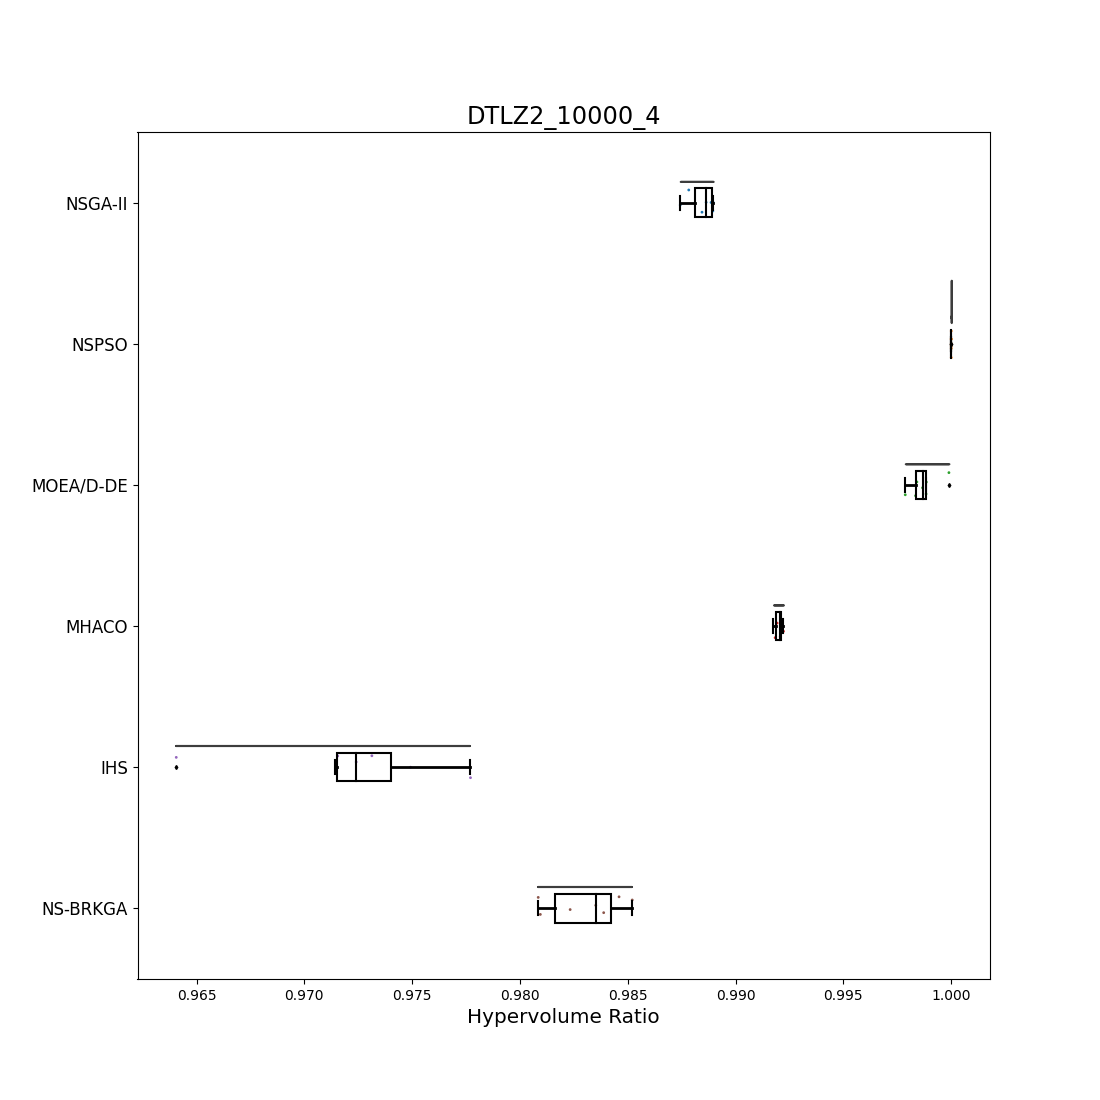 DTLZ2_10000_4
NSGA-II
NSPSO
MOEA/D-DE
MHACO
IHS
NS-BRKGA
0.965 0.970 0.975 0.980 0.985 0.990 0.995 1.000
Hypervolume Ratio